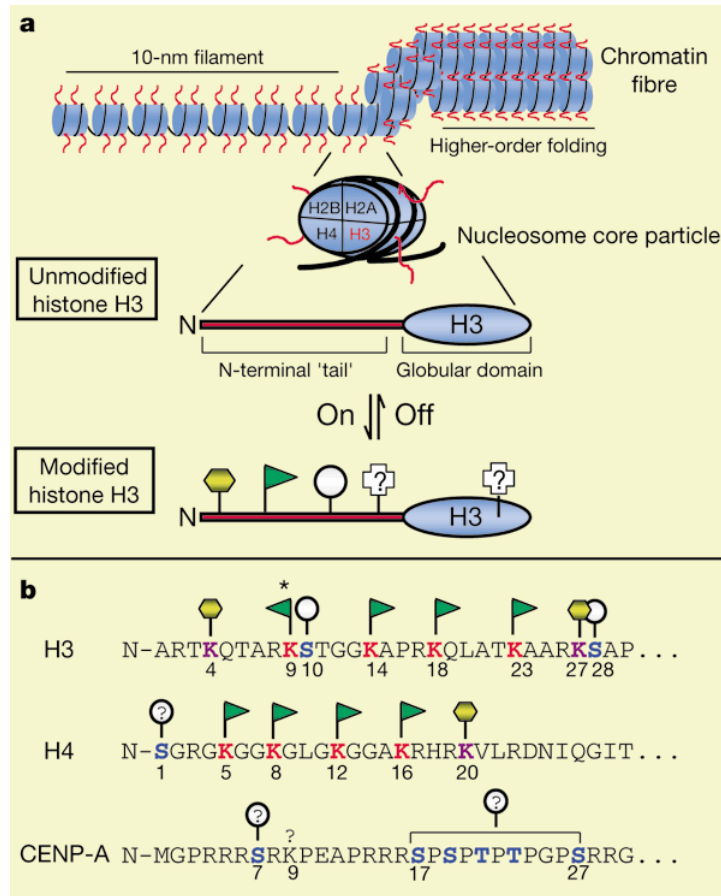 a
10-nm filament
Chromatin
fibre
Higher-order folding
H2B H2A
H4 H3
Nucleosome core particle
Unmodified
histone H3
N
H3
N-terminal 'tail'
Globular domain
On Off
Modified
histone H3
?
?
N
H3
b
*
H3 N-ARTKQTARKSTGGKAPRKQLATKAARKSAP...
4 9 10 14 18 23 27 28
?
H4 N-SGRGKGGKGLGKGGAKRHRKVLRDNIQGIT...
1 5 8 12 16 20
? ? ?
CENP-A N-MGPRRRSRKPEAPRRRSPSPTPTPGPSRRG...
7 9 17 27